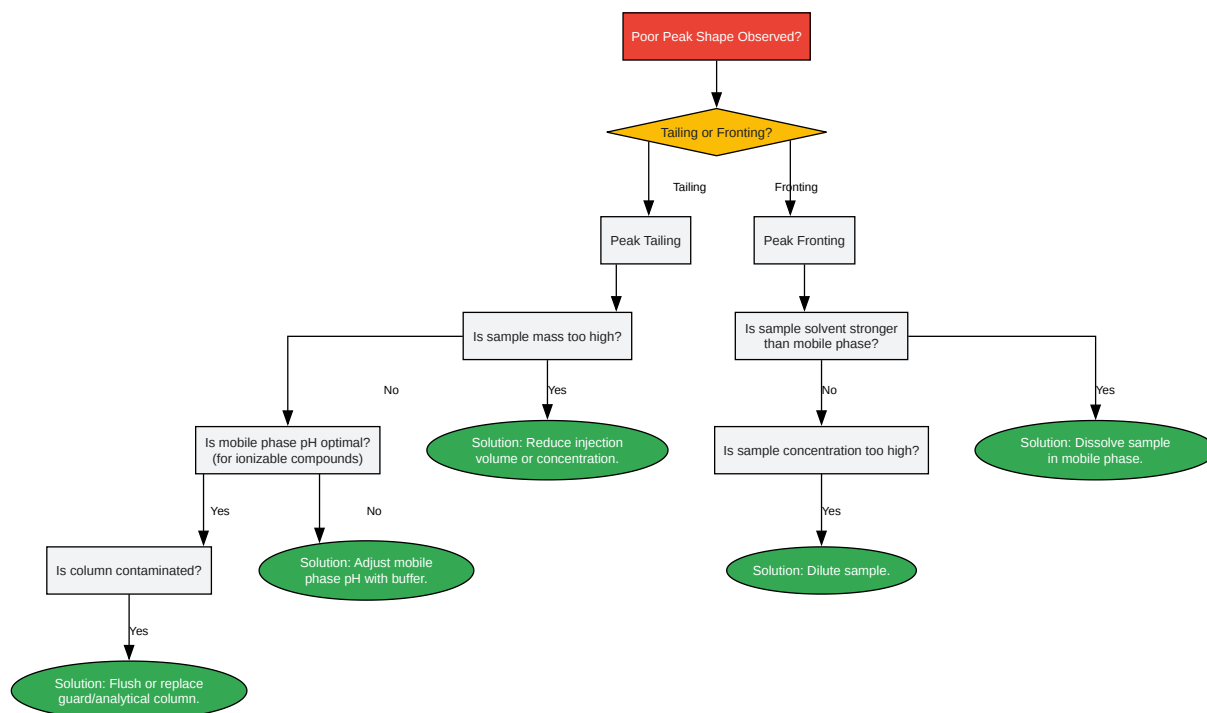 Poor Peak Shape Observed?
Tailing or Fronting?
Tailing
Fronting
Peak Tailing
Peak Fronting
Is sample mass too high?
Is sample solvent stronger
than mobile phase?
No
Yes
No
Yes
Is mobile phase pH optimal?
(for ionizable compounds)
Solution: Reduce injection
volume or concentration.
Is sample concentration too high?
Solution: Dissolve sample
in mobile phase.
Yes
No
Yes
Is column contaminated?
Solution: Adjust mobile
phase pH with buffer.
Solution: Dilute sample.
Yes
Solution: Flush or replace
guard/analytical column.